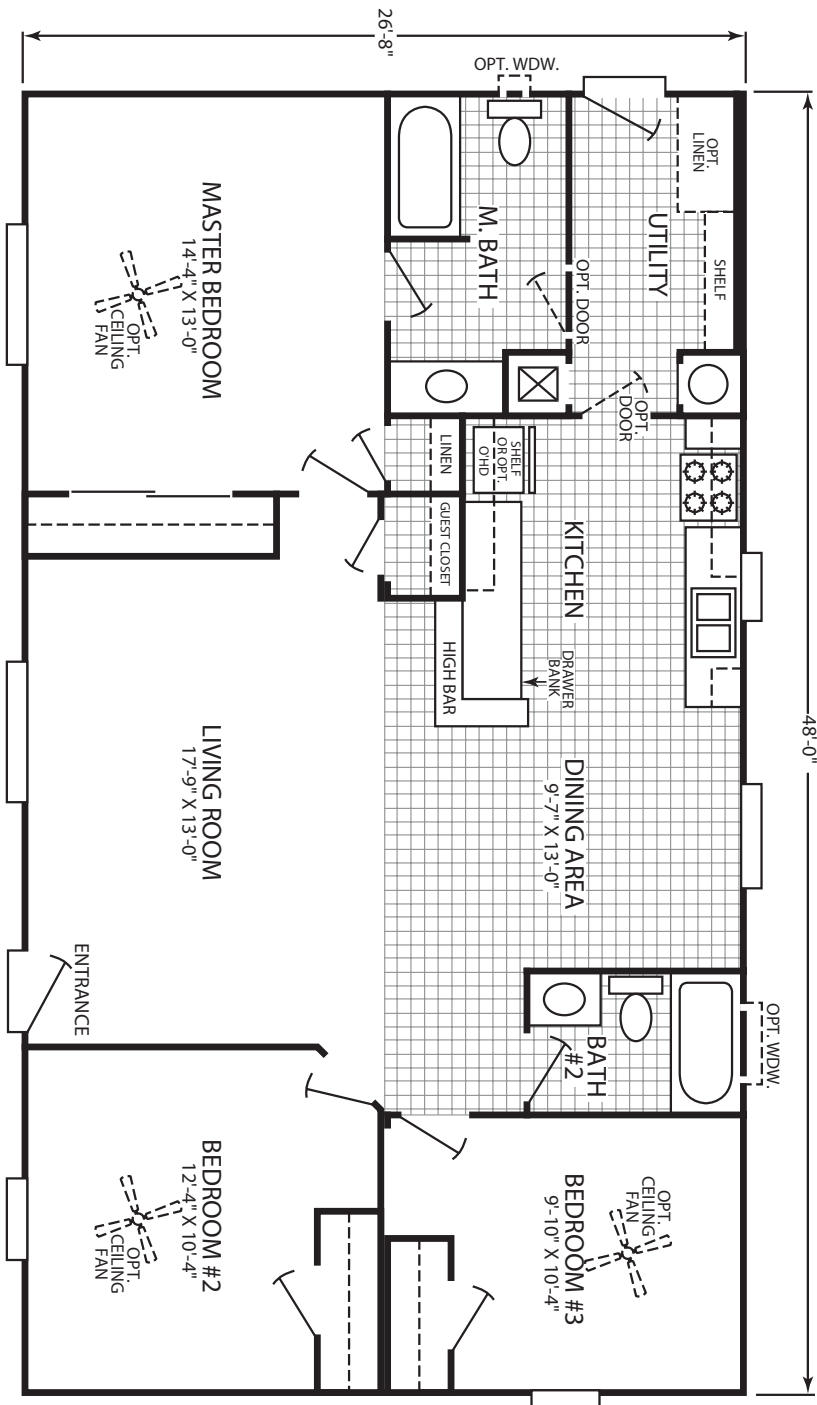 48'-0"
26'-8"
OPT. WDW.
OPT. WDW.
OPT.
LINEN
SHELF
UTILITY
OPT. DOOR
OPT.
DOOR
M. BATH
LINEN
SHELF
OR OPT.
O'HD
GUEST CLOSET
KITCHEN
DRAWER
BANK
HIGH BAR
DINING AREA
9'-7" X 13'-0"
BATH
#2
BEDROOM #3
9'-10" X 10'-4"
OPT.
CEILING
FAN
MASTER BEDROOM
14'-4" X 13'-0"
OPT.
CEILING
FAN
LIVING ROOM
17'-9" X 13'-0"
ENTRANCE
BEDROOM #2
12'-4" X 10'-4"
OPT.
CEILING
FAN